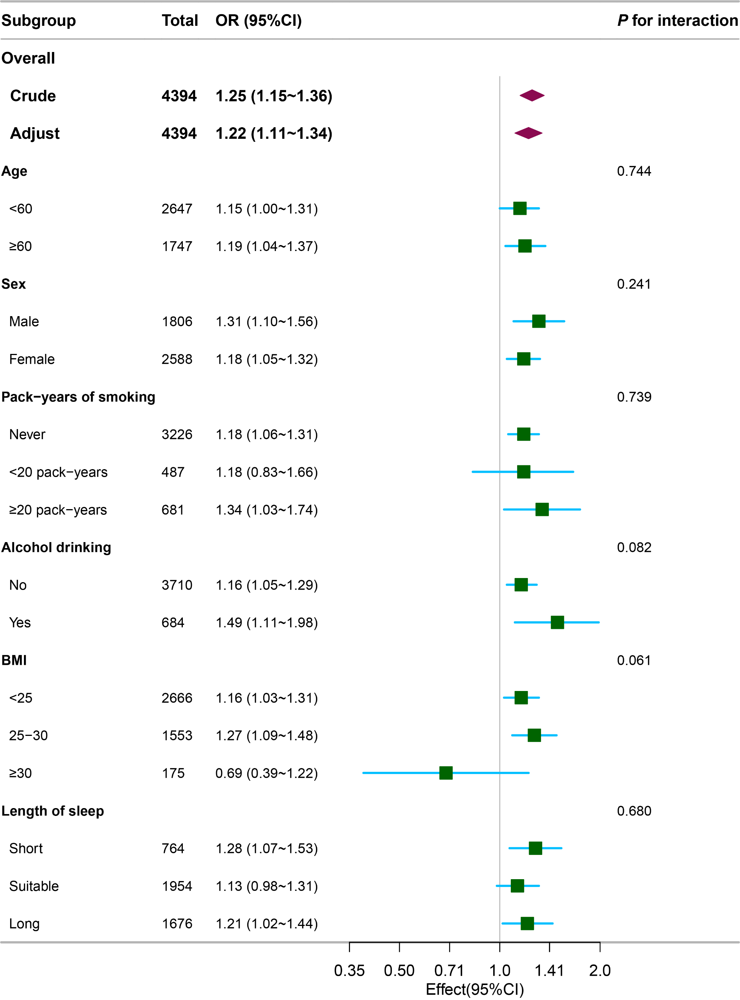 Subgroup Total OR (95%CI) P for interaction
Overall
Crude 4394 1.25 (1.15~1.36)
Adjust 4394 1.22 (1.11~1.34)
Age 0.744
<60 2647 1.15 (1.00~1.31)
≥60 1747 1.19 (1.04~1.37)
Sex 0.241
Male 1806 1.31 (1.10~1.56)
Female 2588 1.18 (1.05~1.32)
Pack−years of smoking 0.739
Never 3226 1.18 (1.06~1.31)
<20 pack−years 487 1.18 (0.83~1.66)
≥20 pack−years 681 1.34 (1.03~1.74)
Alcohol drinking 0.082
No 3710 1.16 (1.05~1.29)
Yes 684 1.49 (1.11~1.98)
BMI 0.061
<25 2666 1.16 (1.03~1.31)
25−30 1553 1.27 (1.09~1.48)
≥30 175 0.69 (0.39~1.22)
Length of sleep 0.680
Short 764 1.28 (1.07~1.53)
Suitable 1954 1.13 (0.98~1.31)
Long 1676 1.21 (1.02~1.44)
0.35 0.50 0.71 1.0 1.41 2.0
Effect(95%CI)